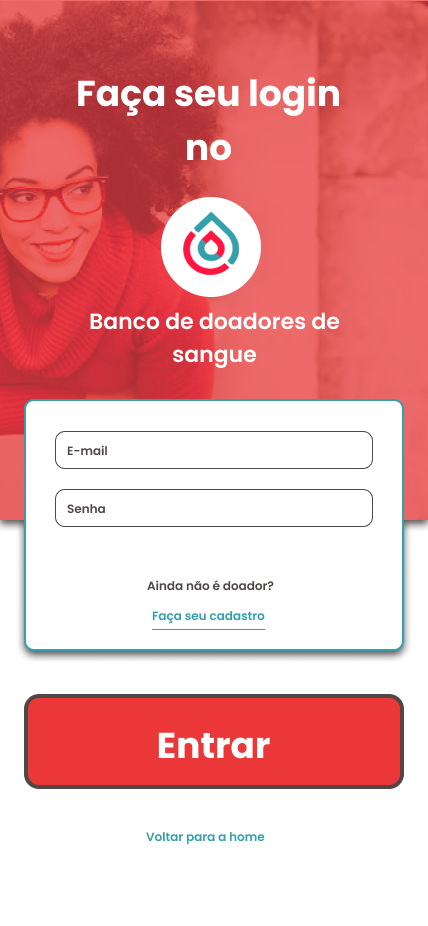 Faça seu login
no
Banco de doadores de
sangue
E-mail
Senha
Ainda não é doador?
Faça seu cadastro
Entrar
Voltar para a home